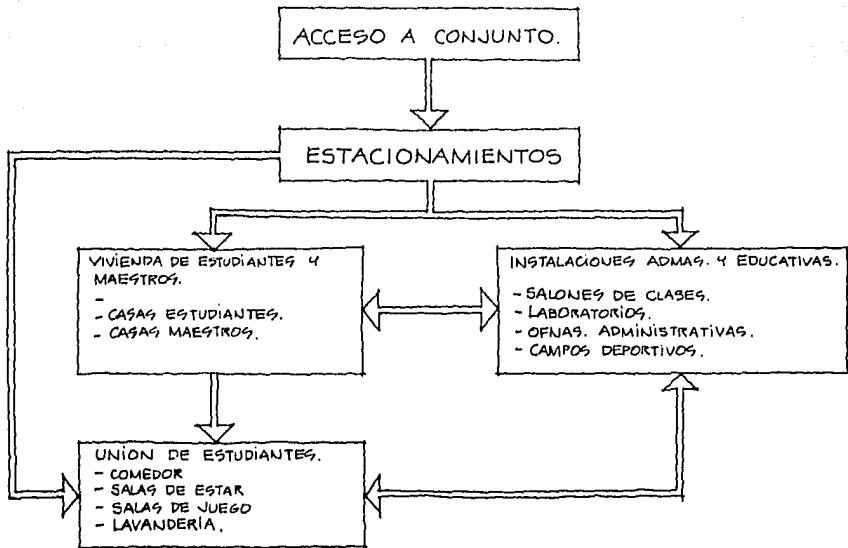 ACCESO A CONJUNTO.
ESTACIONAMIENTOS
VIVIENDA DE ESTUDIANTES Y
MAESTROS.
-
- CASAS ESTUDIANTES.
- CASAS MAESTROS.
INSTALACIONES ADMAS. Y EDUCATIVAS.
- SALONES DE CLASES.
- LABORATORIOS.
- OFNAS. ADMINISTRATIVAS.
- CAMPOS DEPORTIVOS.
UNION DE ESTUDIANTES.
- COMEDOR
- SALAS DE ESTAR
- SALAS DE JUEGO
- LAVANDERÍA.